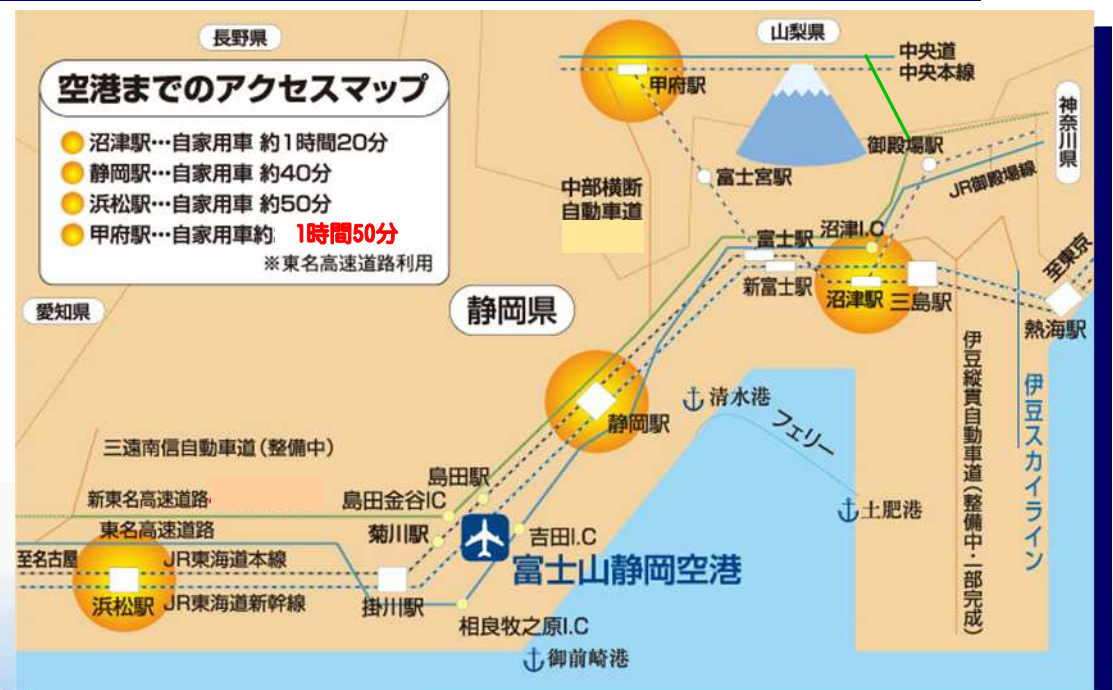 長野県
山梨県
空港までのアクセスマップ
沼津駅…自家用車 約1時間20分
静岡駅…自家用車 約40分
浜松駅…自家用車 約50分
甲府駅…自家用車約 1時間50分
※東名高速道路利用
中央道
中央本線
甲府駅
神奈川県
御殿場駅
JR御殿場線
富士宮駅
中部横断
自動車道
富士駅
沼津I.C
新富士駅
沼津駅
三島駅
至東京
熱海駅
愛知県
静岡県
伊豆縦貫自動車道(整備中・一部完成)
伊豆スカイライン
清水港
フェリー
土肥港
静岡駅
三遠南信自動車道(整備中)
島田駅
新東名高速道路
島田金谷IC
東名高速道路
菊川駅
吉田I.C
至名古屋
JR東海道本線
富士山静岡空港
浜松駅
JR東海道新幹線
掛川駅
相良牧之原I.C
御前崎港